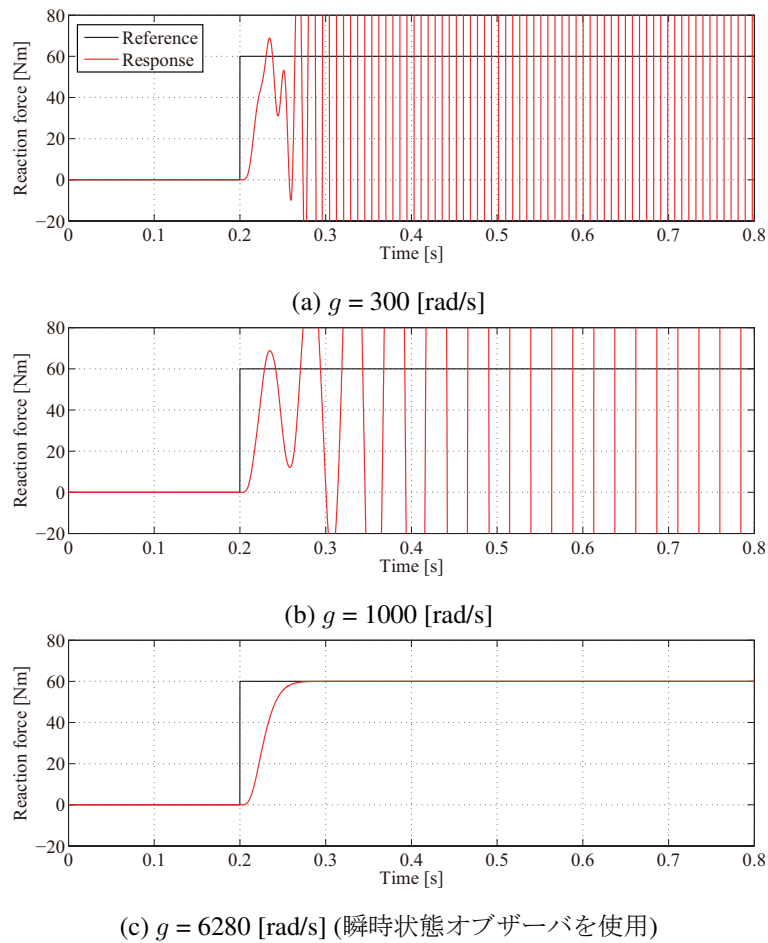 80
60
40
20
0
−20
Reaction force [Nm]
Reference
Response
0 0.1 0.2 0.3 0.4 0.5 0.6 0.7 0.8
Time [s]
(a) g = 300 [rad/s]
80
60
40
20
0
−20
Reaction force [Nm]
0 0.1 0.2 0.3 0.4 0.5 0.6 0.7 0.8
Time [s]
(b) g = 1000 [rad/s]
80
60
40
20
0
−20
Reaction force [Nm]
0 0.1 0.2 0.3 0.4 0.5 0.6 0.7 0.8
Time [s]
(c) g = 6280 [rad/s] (瞬時状態オブザーバを使用)